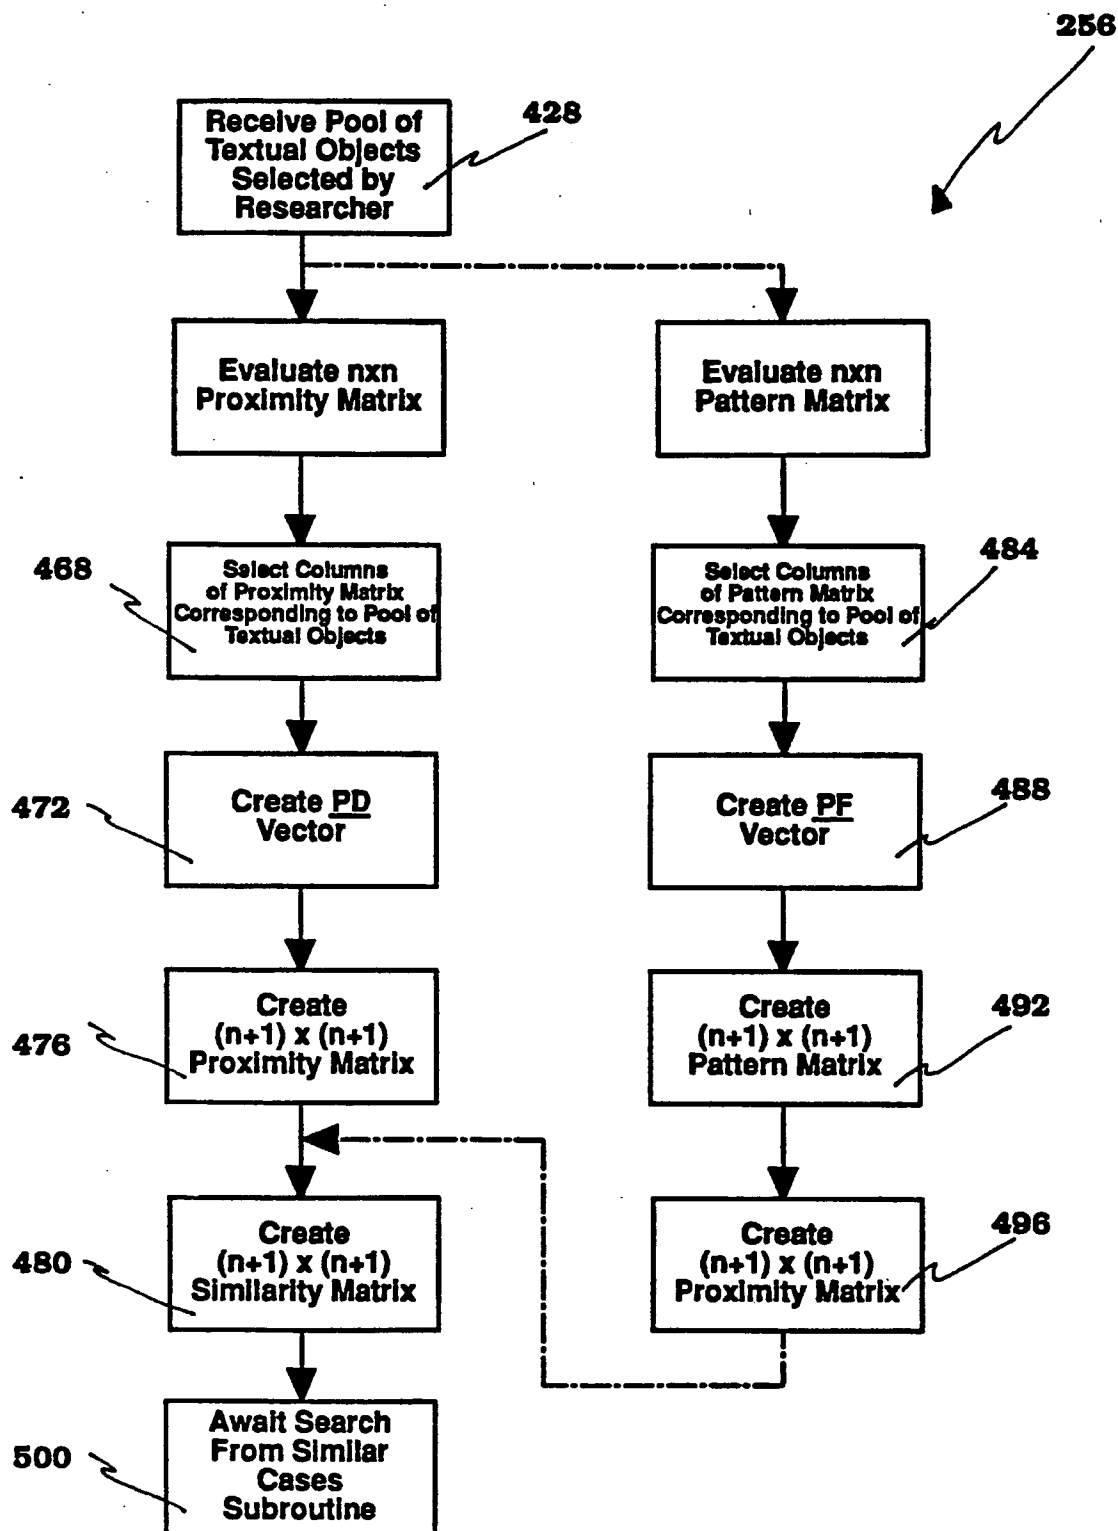 256
Receive Pool of
Textual Objects
Selected by
Researcher
428
Evaluate nxn
Proximity Matrix
Evaluate nxn
Pattern Matrix
468
Select Columns
of Proximity Matrix
Corresponding to Pool of
Textual Objects
Select Columns
of Pattern Matrix
Corresponding to Pool of
Textual Objects
484
472
Create PD
Vector
Create PF
Vector
488
476
Create
(n+1) x (n+1)
Proximity Matrix
Create
(n+1) x (n+1)
Pattern Matrix
492
480
Create
(n+1) x (n+1)
Similarity Matrix
Create
(n+1) x (n+1)
Proximity Matrix
496
500
Await Search
From Similar
Cases
Subroutine